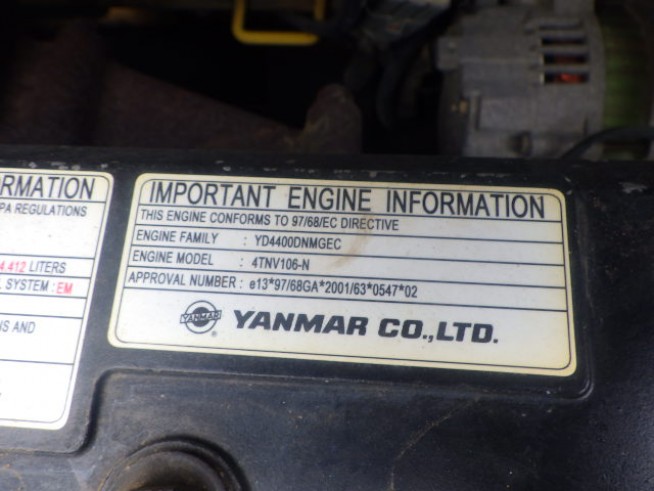 RMATION
PA REGULATIONS
4.412 LITERS
SYSTEM : EM
IS AND
IMPORTANT ENGINE INFORMATION
THIS ENGINE CONFORMS TO 97/68/EC DIRECTIVE
ENGINE FAMILY : YD4400DNMGEC
ENGINE MODEL : 4TNV106-N
APPROVAL NUMBER : e13*97/68GA*2001/63*0547*02
YANMAR ® YANMAR CO.,LTD.